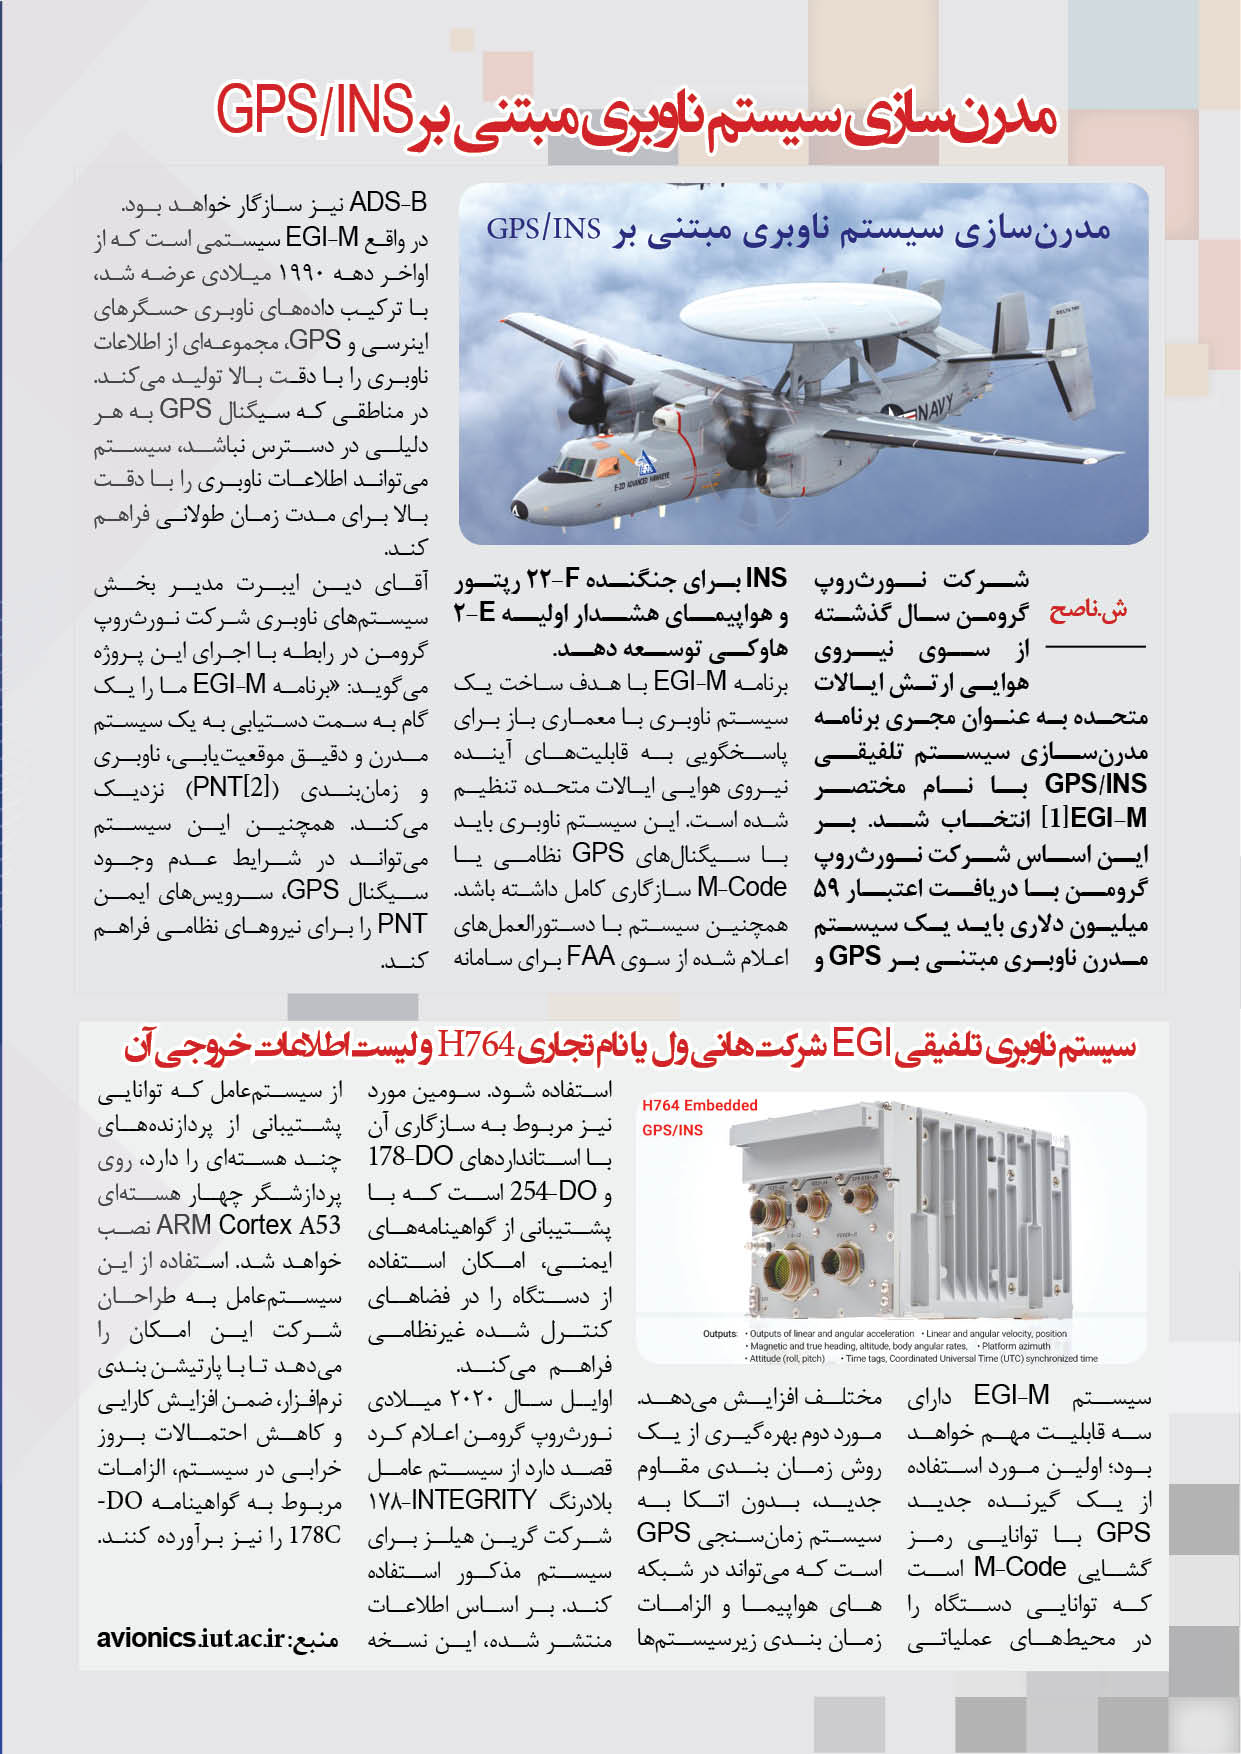 مدرن‌سازی سیستم ناوبری مبتنی بر GPS/INS
مدرن‌سازی سیستم ناوبری مبتنی بر GPS/INS
NAVY
E-2D ADVANCED HAWKEYE
ش.ناصح
شرکت نورث‌روپ
گرومن سال گذشته
از سوی نیروی
هوایی ارتش ایالات
متحده به عنوان مجری برنامه
مدرن‌سازی سیستم تلفیقی
GPS/INS با نام مختصر
EGI-M[1] انتخاب شد. بر
این اساس شرکت نورث‌روپ
گرومن با دریافت اعتبار ۵۹
میلیون دلاری باید یک سیستم
مدرن ناوبری مبتنی بر GPS و
INS برای جنگنده F-۲۲ رپتور
و هواپیمای هشدار اولیه E-۲
هاوکی توسعه دهد.
برنامه EGI-M با هدف ساخت یک
سیستم ناوبری با معماری باز برای
پاسخگویی به قابلیت‌های آینده
نیروی هوایی ایالات متحده تنظیم
شده است. این سیستم ناوبری باید
با سیگنال‌های GPS نظامی یا
M-Code سازگاری کامل داشته باشد.
همچنین سیستم با دستورالعمل‌های
اعلام شده از سوی FAA برای سامانه
ADS-B نیز سازگار خواهد بود.
در واقع EGI-M سیستمی است که از
اواخر دهه ۱۹۹۰ میلادی عرضه شد،
با ترکیب داده‌های ناوبری حسگرهای
اینرسی و GPS، مجموعه‌ای از اطلاعات
ناوبری را با دقت بالا تولید می‌کند.
در مناطقی که سیگنال GPS به هر
دلیلی در دسترس نباشد، سیستم
می‌تواند اطلاعات ناوبری را با دقت
بالا برای مدت زمان طولانی فراهم
کند.
آقای دین ایبرت مدیر بخش
سیستم‌های ناوبری شرکت نورث‌روپ
گرومن در رابطه با اجرای این پروژه
می‌گوید: «برنامه EGI-M ما را یک
گام به سمت دستیابی به یک سیستم
مدرن و دقیق موقعیت‌یابی، ناوبری
و زمان‌بندی (PNT[2]) نزدیک
می‌کند. همچنین این سیستم
می‌تواند در شرایط عدم وجود
سیگنال GPS، سرویس‌های ایمن
PNT را برای نیروهای نظامی فراهم
کند.
سیستم ناوبری تلفیقی EGI شرکت هانی ول یا نام تجاری H764 و لیست اطلاعات خروجی آن
H764 Embedded
GPS/INS
Outputs: • Outputs of linear and angular acceleration • Linear and angular velocity, position
• Magnetic and true heading, altitude, body angular rates, • Platform azimuth
• Attitude (roll, pitch) • Time tags, Coordinated Universal Time (UTC) synchronized time
سیستم EGI-M دارای
سه قابلیت مهم خواهد
بود؛ اولین مورد استفاده
از یک گیرنده جدید
GPS با توانایی رمز
گشایی M-Code است
که توانایی دستگاه را
در محیط‌های عملیاتی
مختلف افزایش می‌دهد.
مورد دوم بهره‌گیری از یک
روش زمان بندی مقاوم
جدید، بدون اتکا به
سیستم زمان‌سنجی GPS
است که می‌تواند در شبکه
های هواپیما و الزامات
زمان بندی زیرسیستم‌ها
استفاده شود. سومین مورد
نیز مربوط به سازگاری آن
با استانداردهای DO-178
و DO-254 است که با
پشتیبانی از گواهینامه‌های
ایمنی، امکان استفاده
از دستگاه را در فضاهای
کنترل شده غیرنظامی
فراهم می‌کند.
اوایل سال ۲۰۲۰ میلادی
نورث‌روپ گرومن اعلام کرد
قصد دارد از سیستم عامل
بلادرنگ INTEGRITY-۱۷۸
شرکت گرین هیلز برای
سیستم مذکور استفاده
کند. بر اساس اطلاعات
منتشر شده، این نسخه
از سیستم‌عامل که توانایی
پشتیبانی از پردازنده‌های
چند هسته‌ای را دارد، روی
پردازشگر چهار هسته‌ای
ARM Cortex A53 نصب
خواهد شد. استفاده از این
سیستم‌عامل به طراحان
شرکت این امکان را
می‌دهد تا با پارتیشن بندی
نرم‌افزار، ضمن افزایش کارایی
و کاهش احتمالات بروز
خرابی در سیستم، الزامات
مربوط به گواهینامه DO-
178C را نیز برآورده کنند.
منبع: avionics.iut.ac.ir